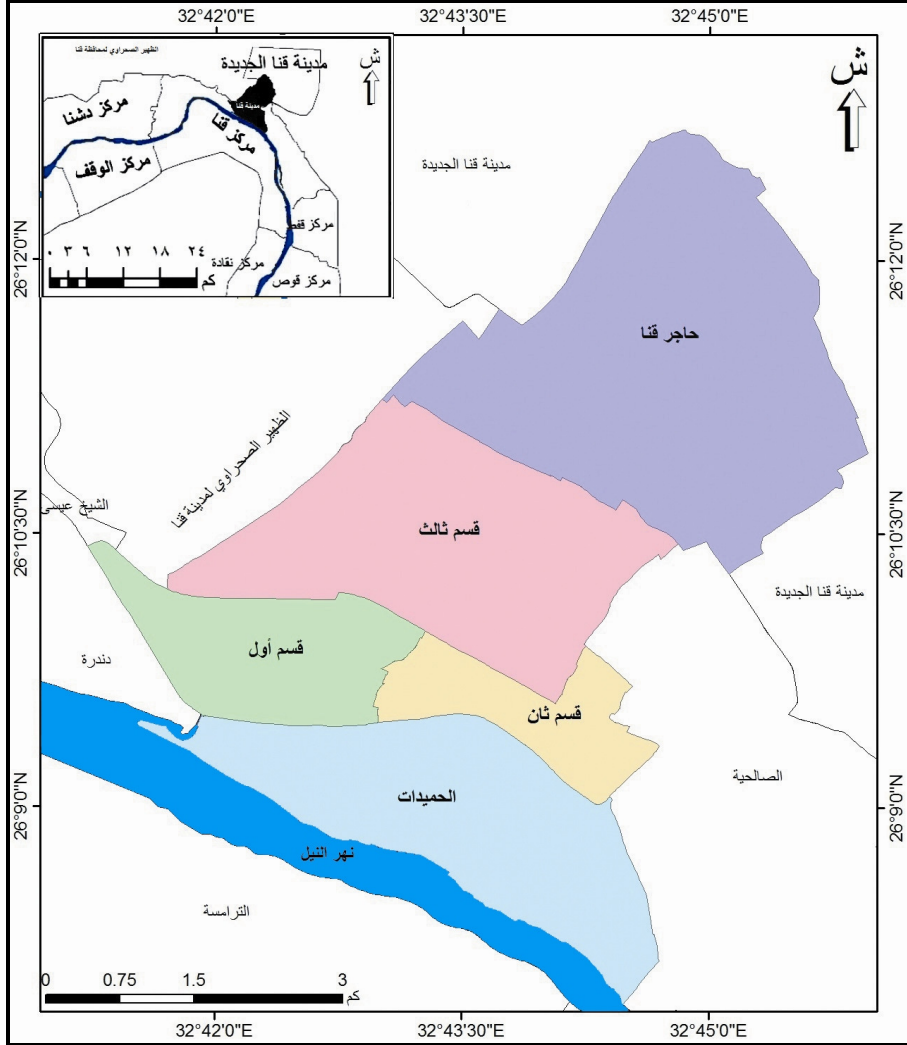 32°42'0"E
32°43'30"E
32°45'0"E
الظهير الصحراوي لمحافظة قنا
مدينة قنا الجديدة
ش
مركز دشنا
مدينة قنا
مركز قنا
مركز الوقف
مركز قفط
مركز نقادة
مركز قوص
٠ ٣ ٦ ١٢ ١٨ ٢٤
كم
ش
مدينة قنا الجديدة
26°12'0"N
26°12'0"N
حاجر قنا
الظهير الصحراوي لمدينة قنا
الشيخ عيسى
قسم ثالث
26°10'30"N
26°10'30"N
مدينة قنا الجديدة
قسم أول
دندرة
قسم ثان
الصالحية
الحميدات
26°9'0"N
26°9'0"N
نهر النيل
الترامسة
0 0.75 1.5 3
كم
32°42'0"E
32°43'30"E
32°45'0"E